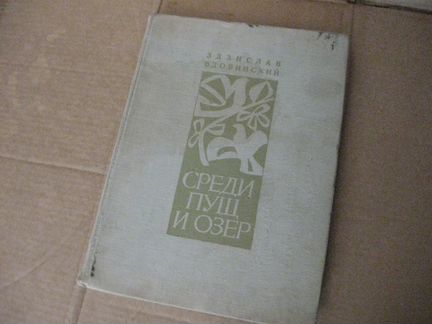 ЗДЗИСЛАВ
ВДОВИНСКИЙ
СРЕДИ
ПУЩ
И ОЗЕР